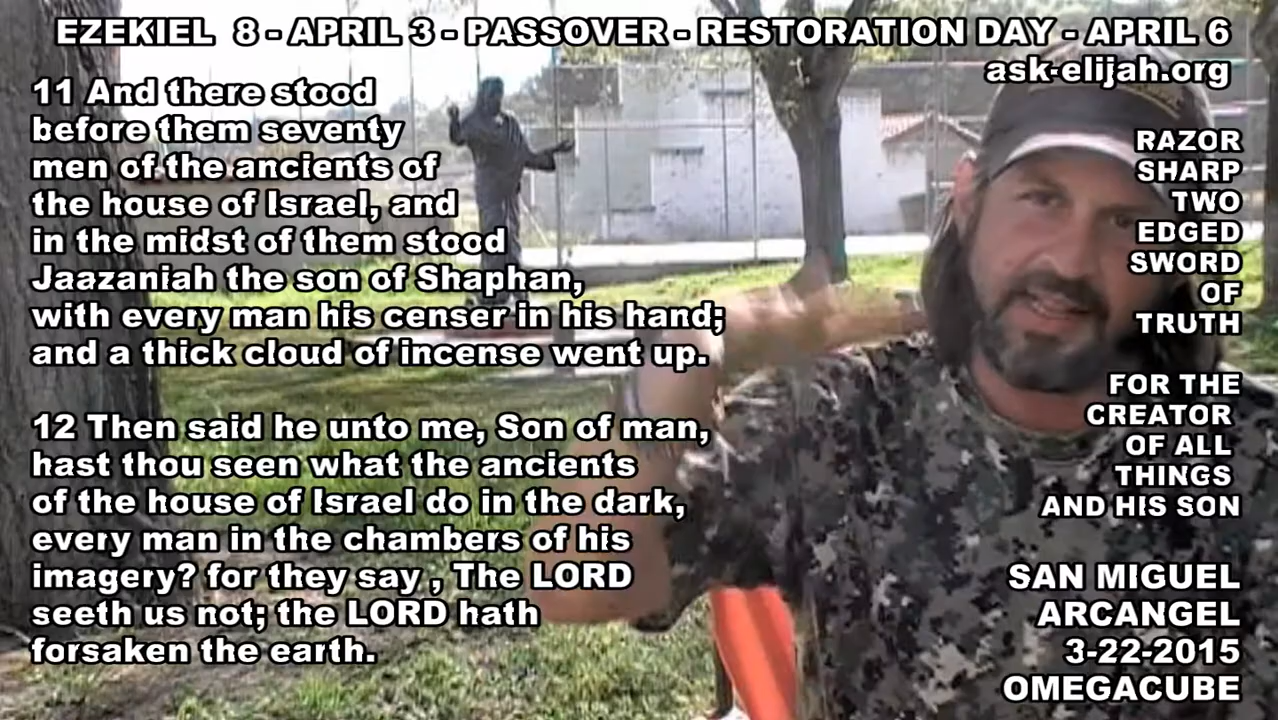 EZEKIEL 8 - APRIL 3 - PASSOVER - RESTORATION DAY - APRIL 6
ask-elijah.org
11 And there stood
before them seventy
men of the ancients of
the house of Israel, and
in the midst of them stood
Jaazaniah the son of Shaphan,
with every man his censer in his hand;
and a thick cloud of incense went up.
12 Then said he unto me, Son of man,
hast thou seen what the ancients
of the house of Israel do in the dark,
every man in the chambers of his
imagery? for they say , The LORD
seeth us not; the LORD hath
forsaken the earth.
RAZOR
SHARP
TWO
EDGED
SWORD
OF
TRUTH
FOR THE
CREATOR
OF ALL
THINGS
AND HIS SON
SAN MIGUEL
ARCANGEL
3-22-2015
OMEGACUBE